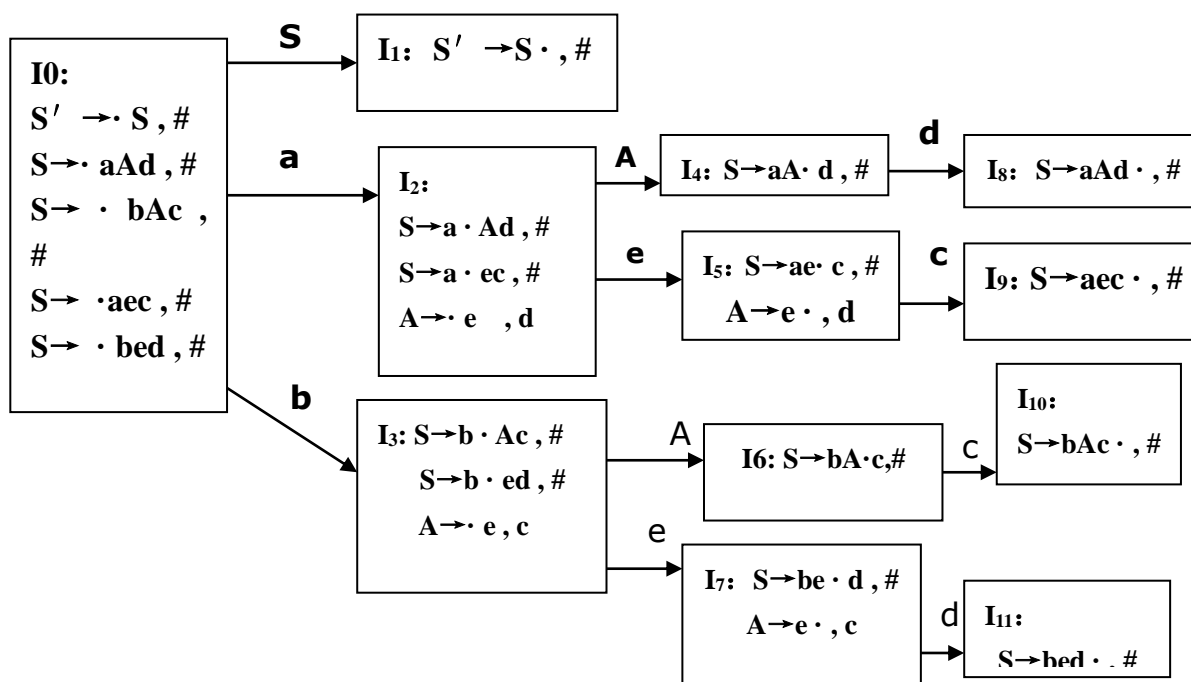 I0:
S′ →· S , #
S→· aAd , #
S→ · bAc ,
#
S→ ·aec , #
S→ · bed , #
S
I1： S′ →S · , #
a
I2：
S→a · Ad , #
S→a · ec , #
A→· e , d
A
I4：S→aA· d , #
d
I8： S→aAd · , #
e
I5：S→ae· c , #
A→e · , d
c
I9：S→aec · , #
b
I3: S→b · Ac , #
S→b · ed , #
A→· e , c
A
I6: S→bA·c,#
c
I10：
S→bAc · , #
e
I7： S→be · d , #
A→e · , c
d
I11：
S→bed · , #